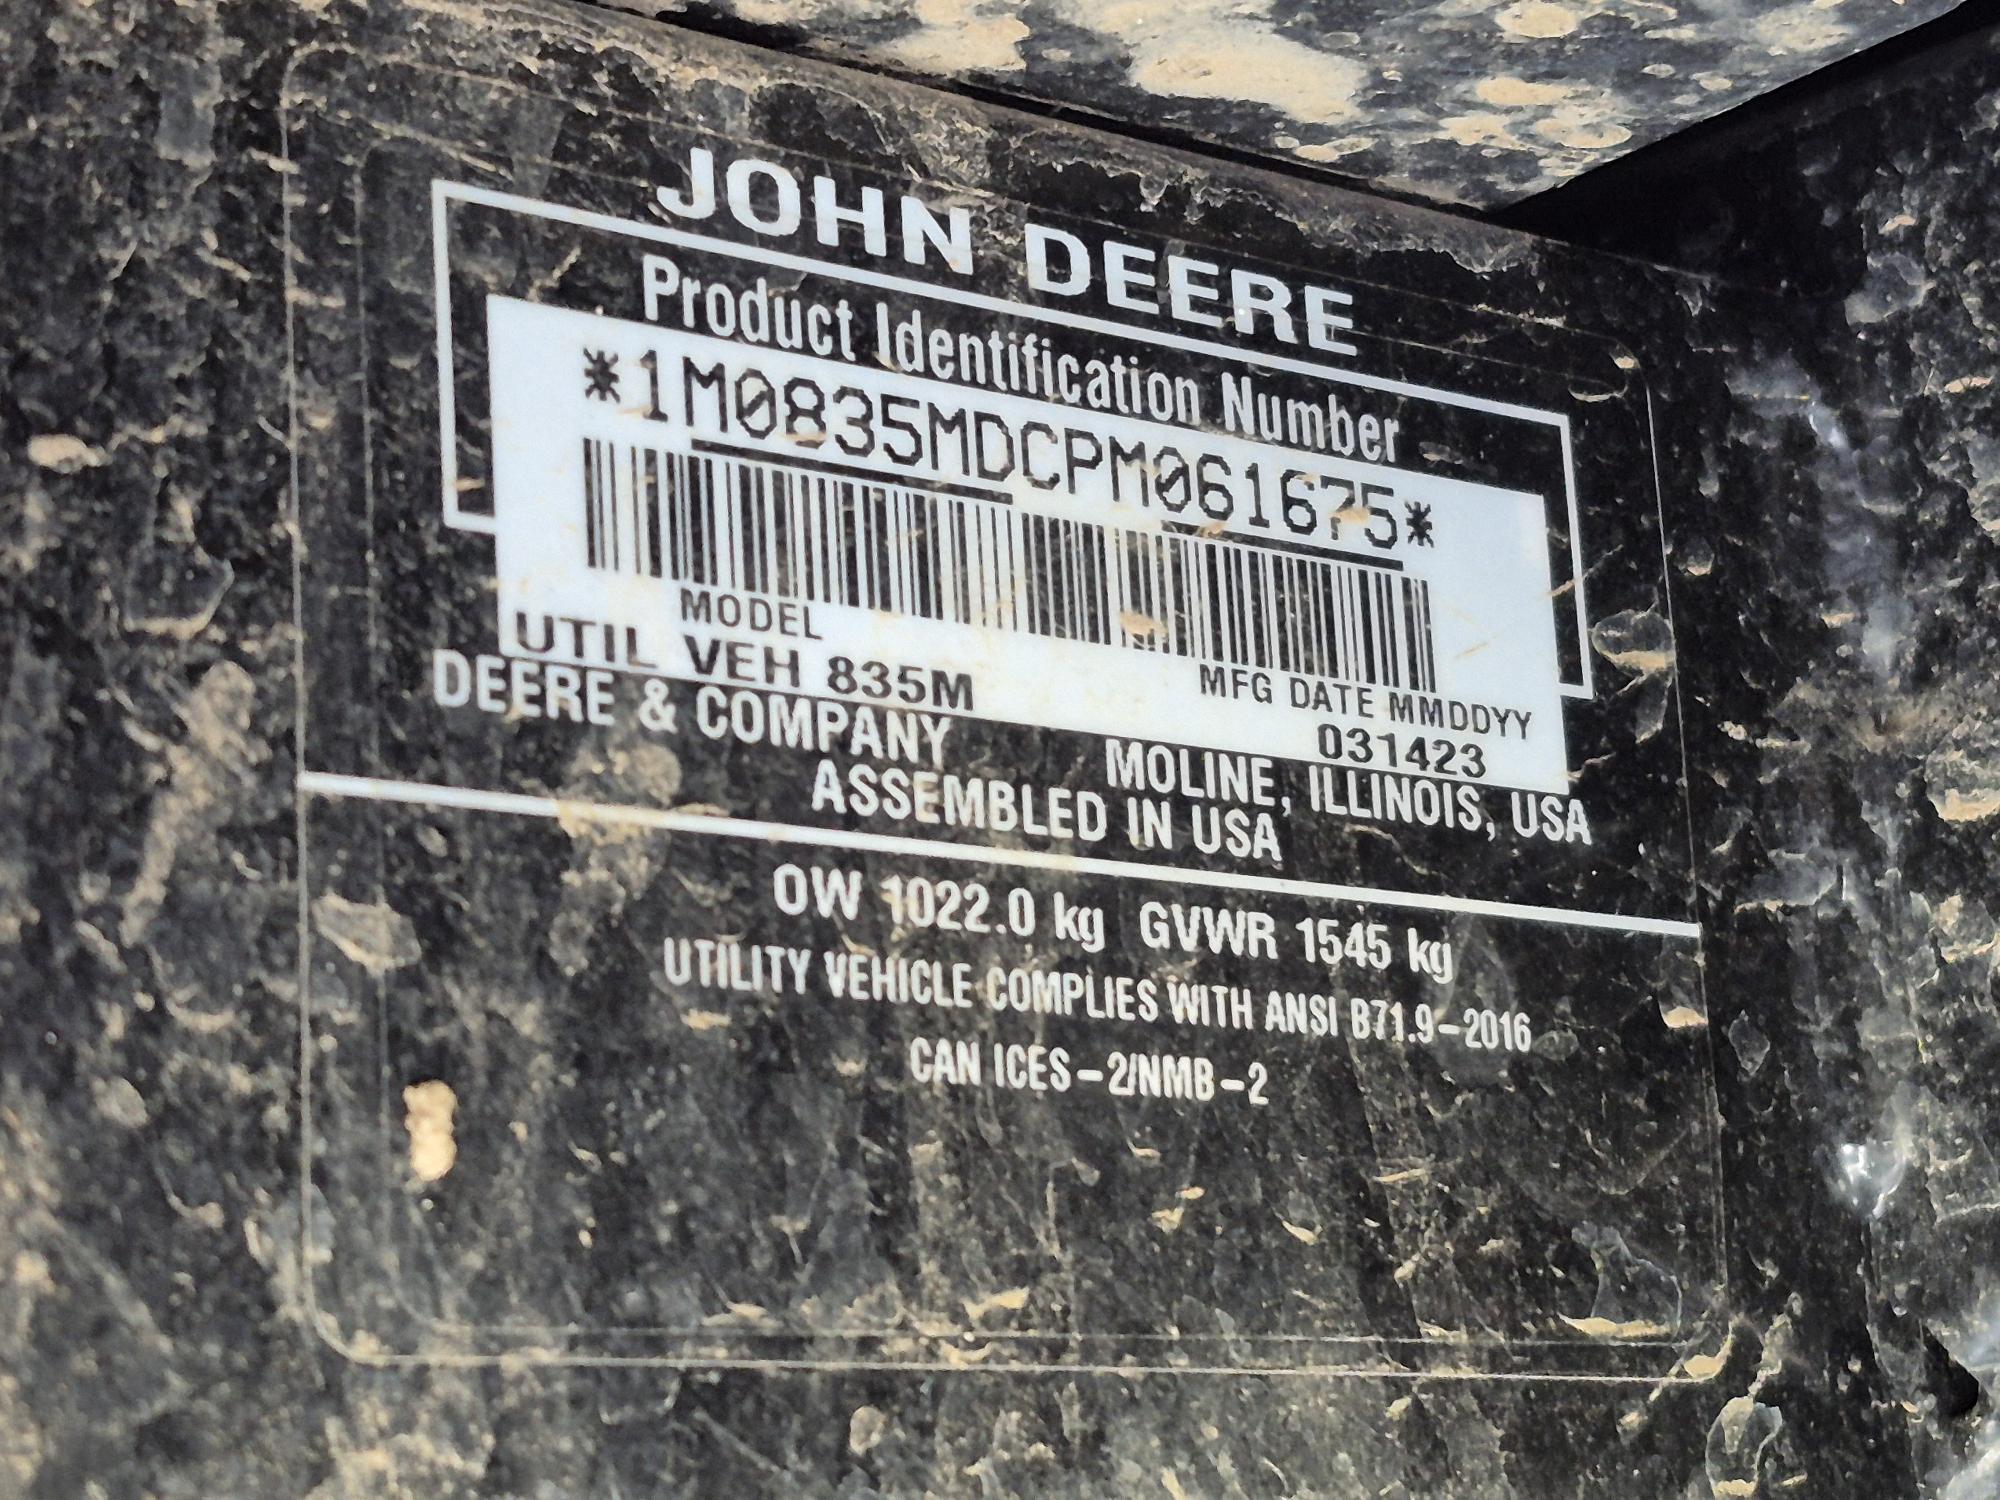 JOHN DEERE
Product Identification Number
*1M0835MDCPM061675*
MODEL
UTIL VEH 835M
MFG DATE MMDDYY
031423
DEERE & COMPANY
MOLINE, ILLINOIS, USA
ASSEMBLED IN USA
OW 1022.0 kg GVWR 1545 kg
UTILITY VEHICLE COMPLIES WITH ANSI B71.9-2016
CAN ICES-2/NMB-2